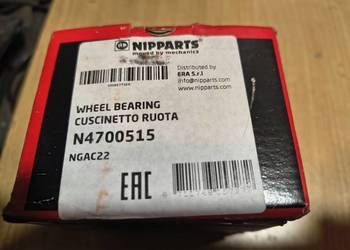 NIPPARTS
moved by mechanics
Distributed by
ERA S.r.l
info@nipparts.com
www.nipparts.com
WHEEL BEARING
CUSCINETTO RUOTA
N4700515
NGAC22
EAC